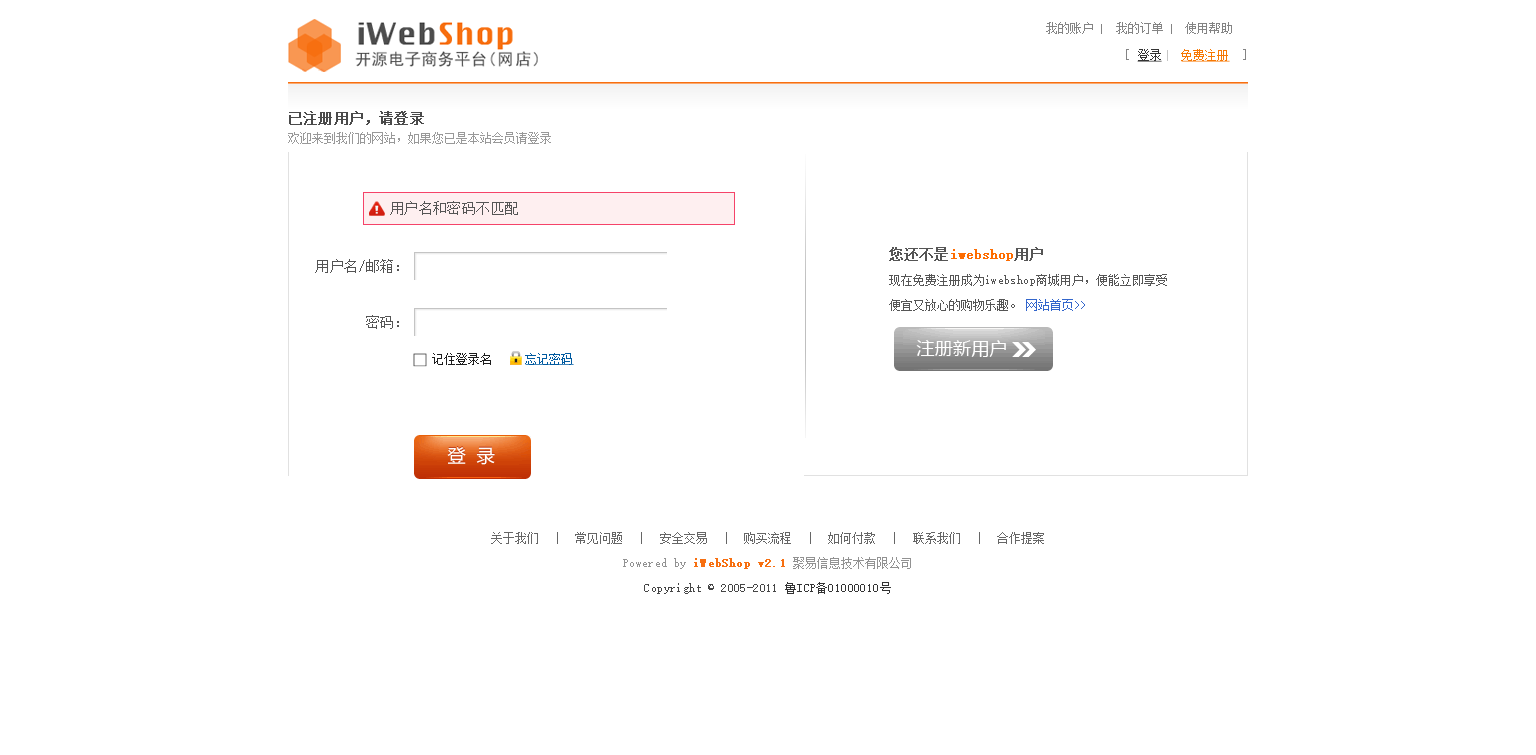 iWebShop
开源电子商务平台(网店)
我的账户 | 我的订单 | 使用帮助
[ 登录 | 免费注册 ]
已注册用户，请登录
欢迎来到我们的网站，如果您已是本站会员请登录
用户名和密码不匹配
用户名/邮箱：
密码：
记住登录名 忘记密码
登 录
您还不是iwebshop用户
现在免费注册成为iwebshop商城用户，便能立即享受
便宜又放心的购物乐趣。 网站首页>>
注册新用户
关于我们 | 常见问题 | 安全交易 | 购买流程 | 如何付款 | 联系我们 | 合作提案
Powered by iWebShop v2.1 聚易信息技术有限公司
Copyright © 2005-2011 鲁ICP备01000010号